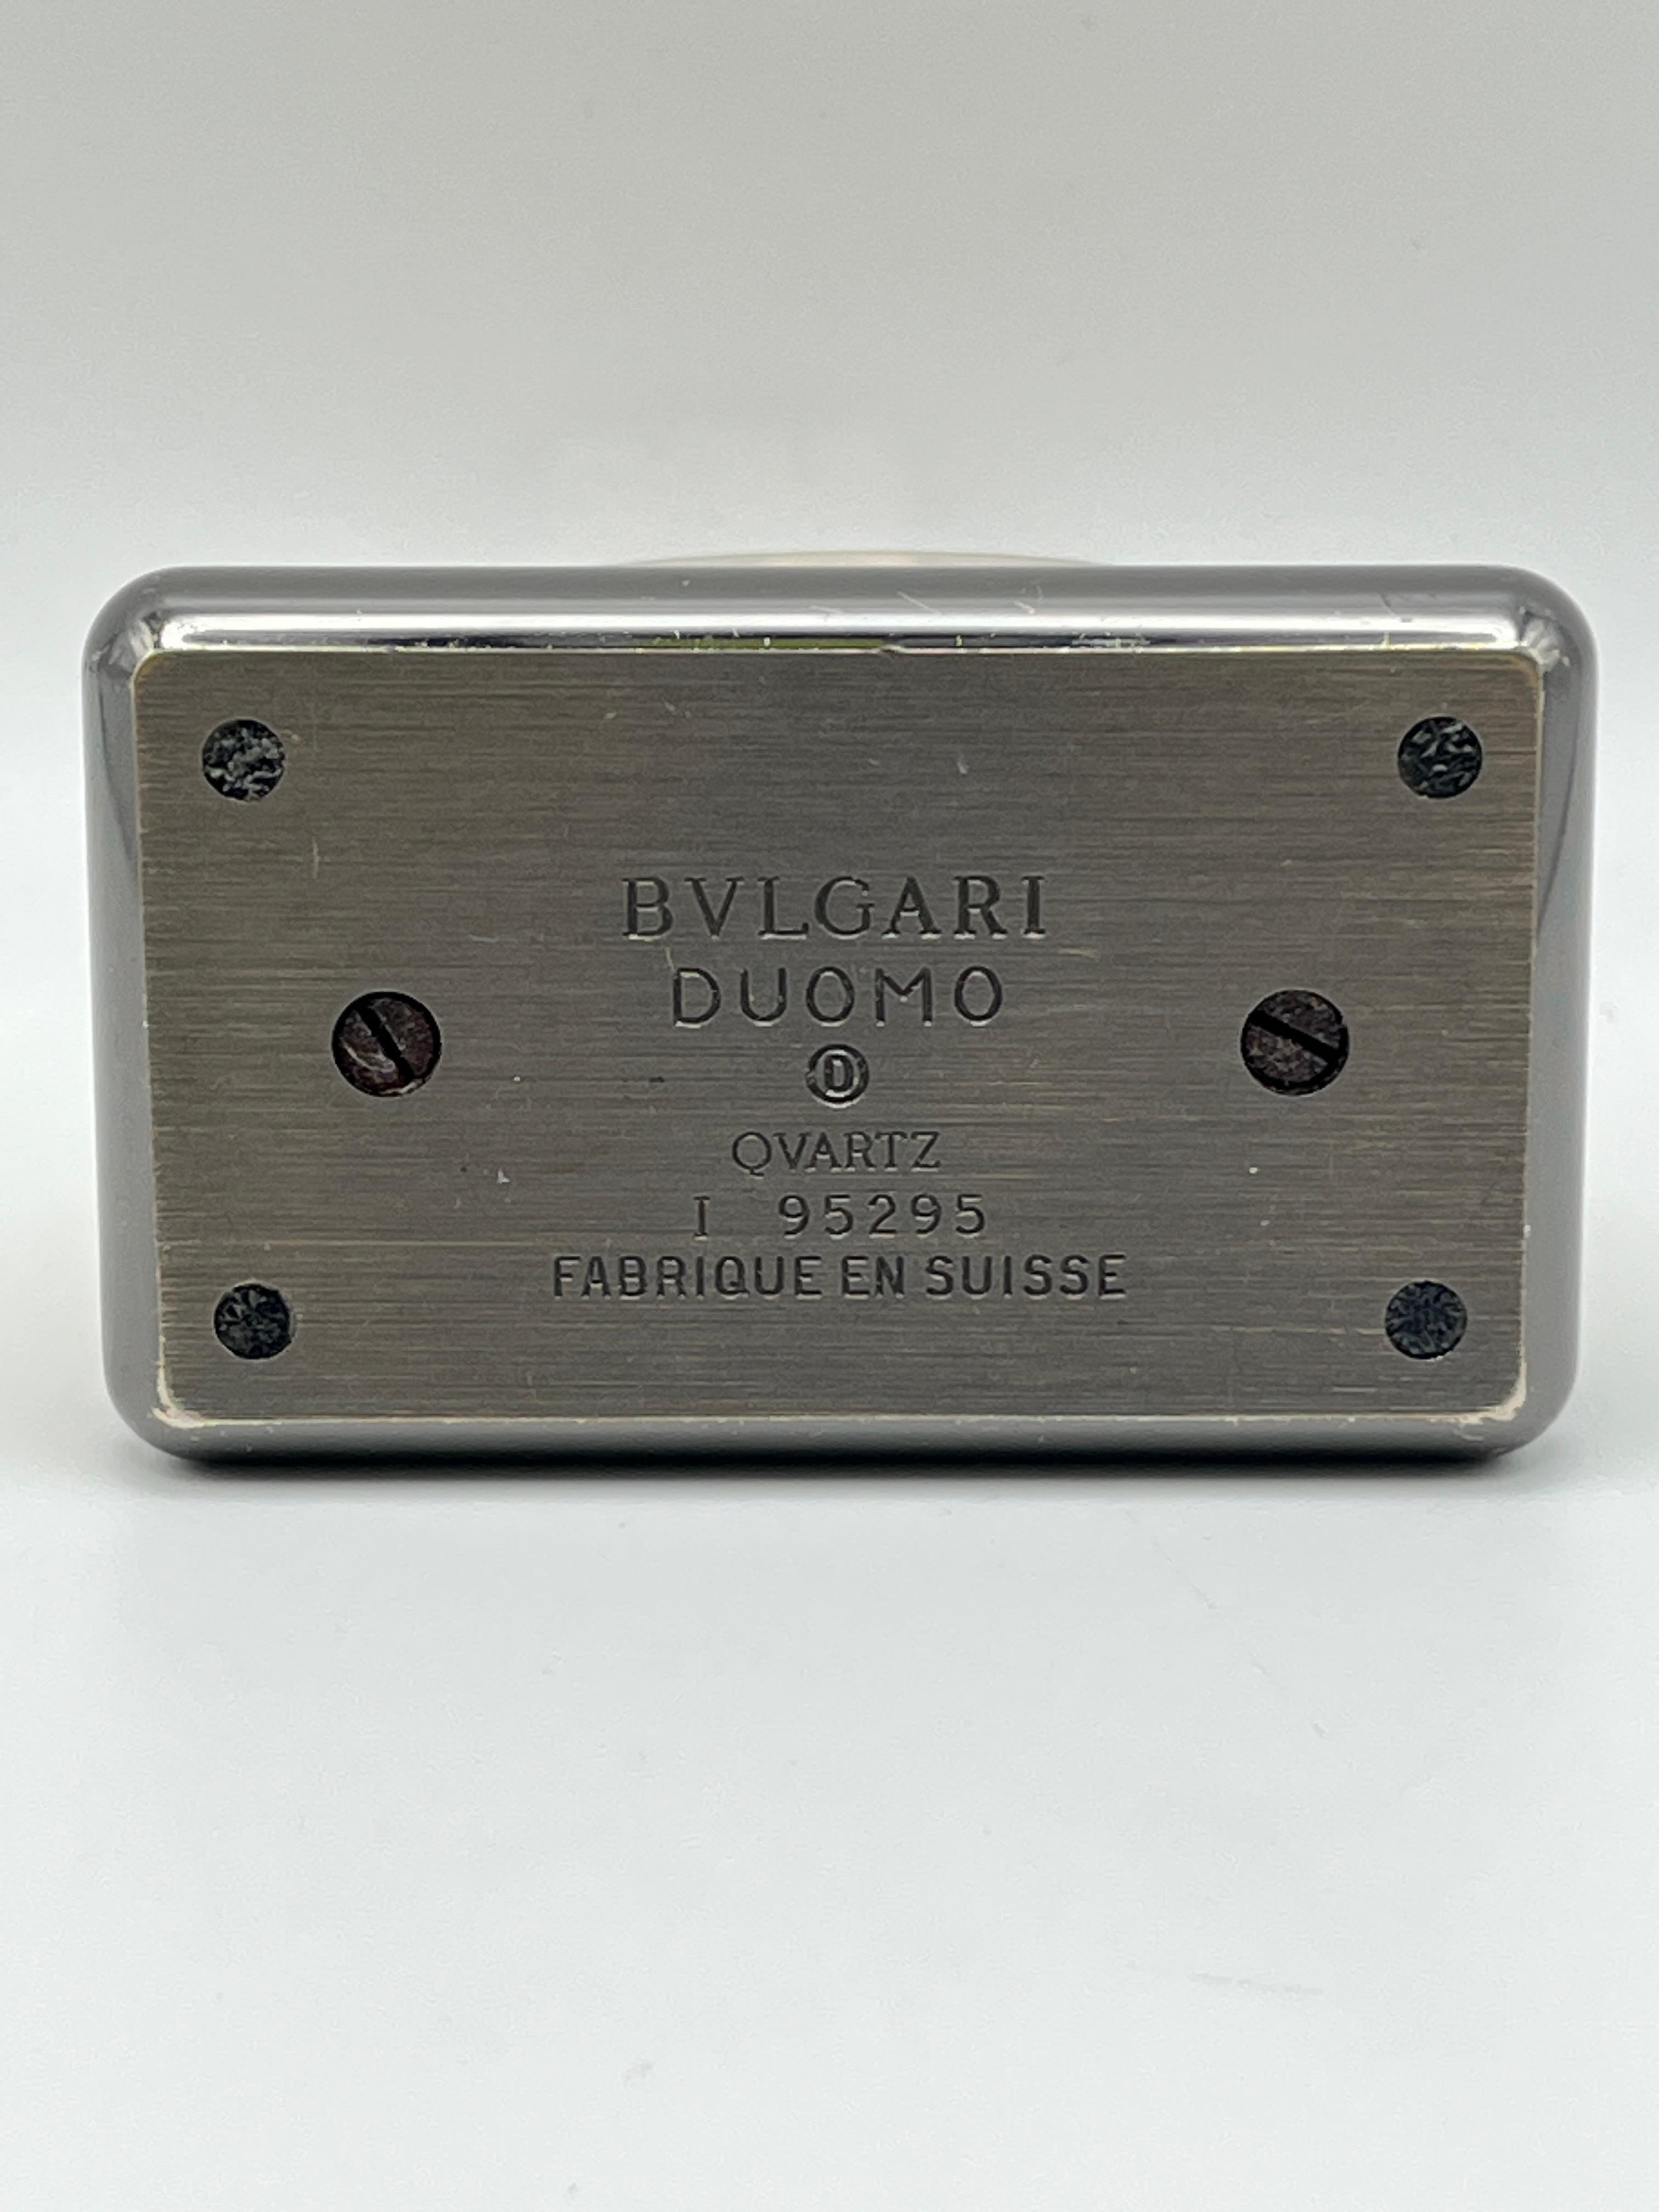 BVLGARI
DUOMO
D
QVARTZ
I 95295
FABRIQUE EN SUISSE